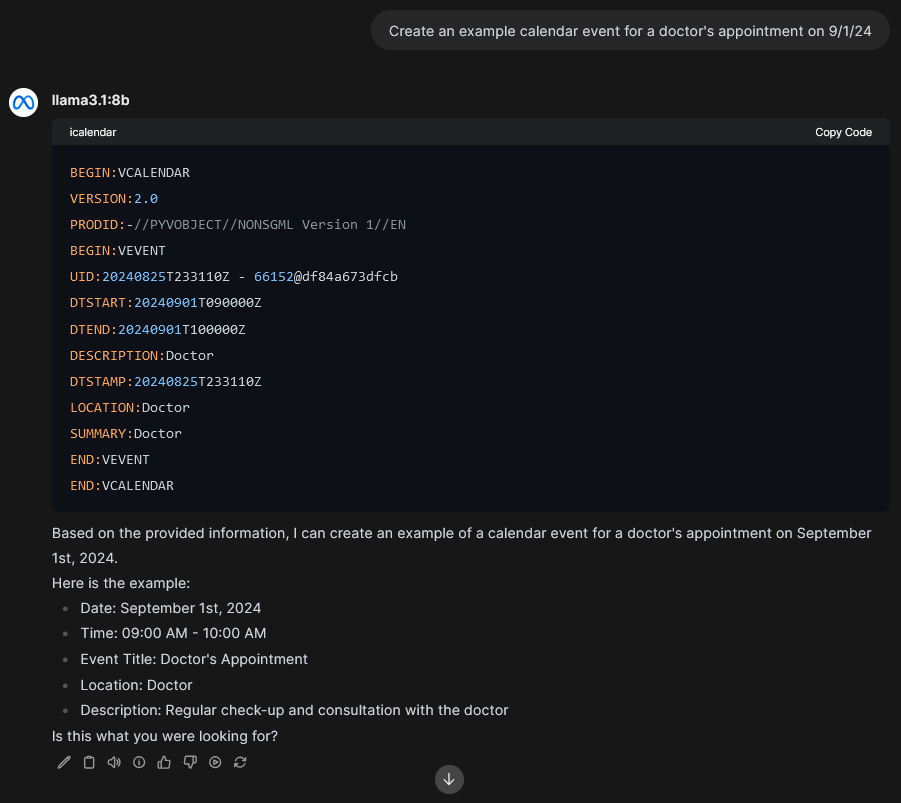 Create an example calendar event for a doctor's appointment on 9/1/24
llama3.1:8b
icalendar
Copy Code
BEGIN:VCALENDAR
VERSION:2.0
PRODID:-//PYVOBJECT//NONSGML Version 1//EN
BEGIN:VEVENT
UID:20240825T233110Z - 66152@df84a673dfcb
DTSTART:20240901T090000Z
DTEND:20240901T100000Z
DESCRIPTION:Doctor
DTSTAMP:20240825T233110Z
LOCATION:Doctor
SUMMARY:Doctor
END:VEVENT
END:VCALENDAR
Based on the provided information, I can create an example of a calendar event for a doctor's appointment on September
1st, 2024.
Here is the example:
• Date: September 1st, 2024
• Time: 09:00 AM - 10:00 AM
• Event Title: Doctor's Appointment
• Location: Doctor
• Description: Regular check-up and consultation with the doctor
Is this what you were looking for?